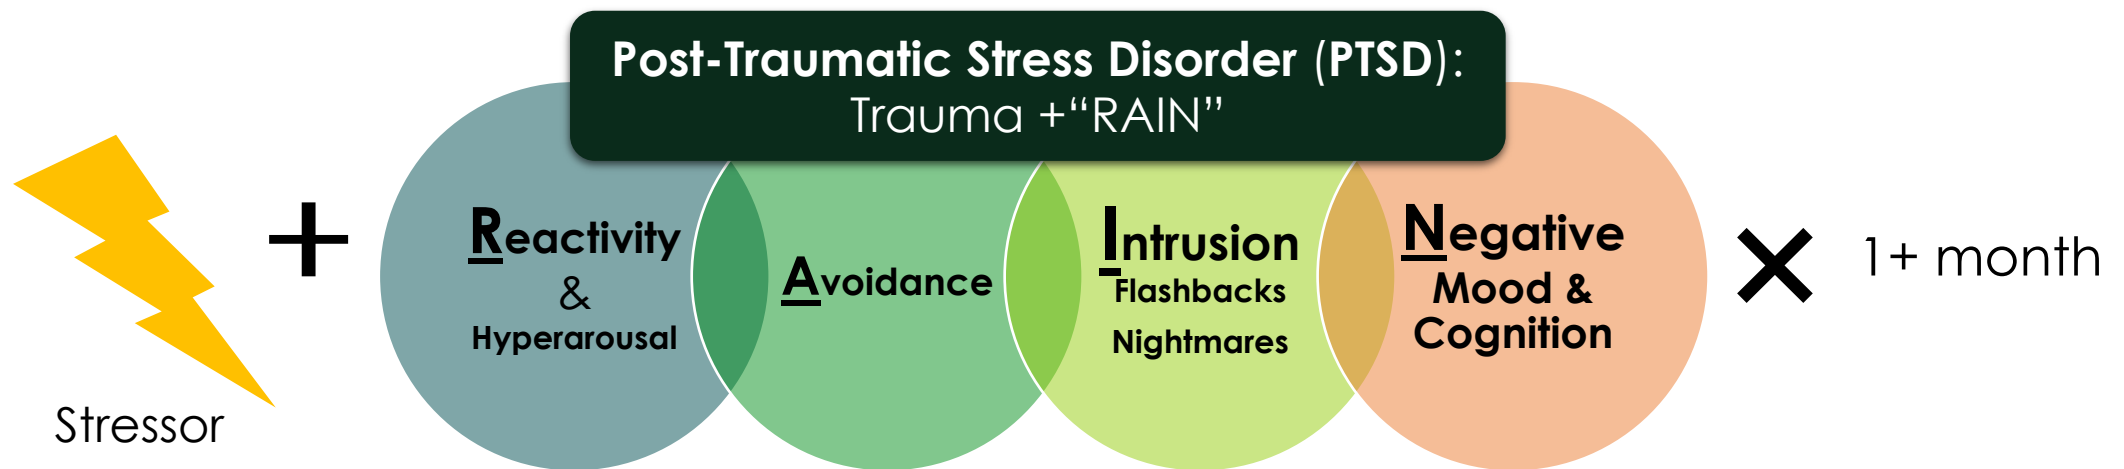 Post-Traumatic Stress Disorder (PTSD):
Trauma +“RAIN”
Stressor
+
Reactivity
&
Hyperarousal
Avoidance
Intrusion
Flashbacks
Nightmares
Negative
Mood &
Cognition
×
1+ month